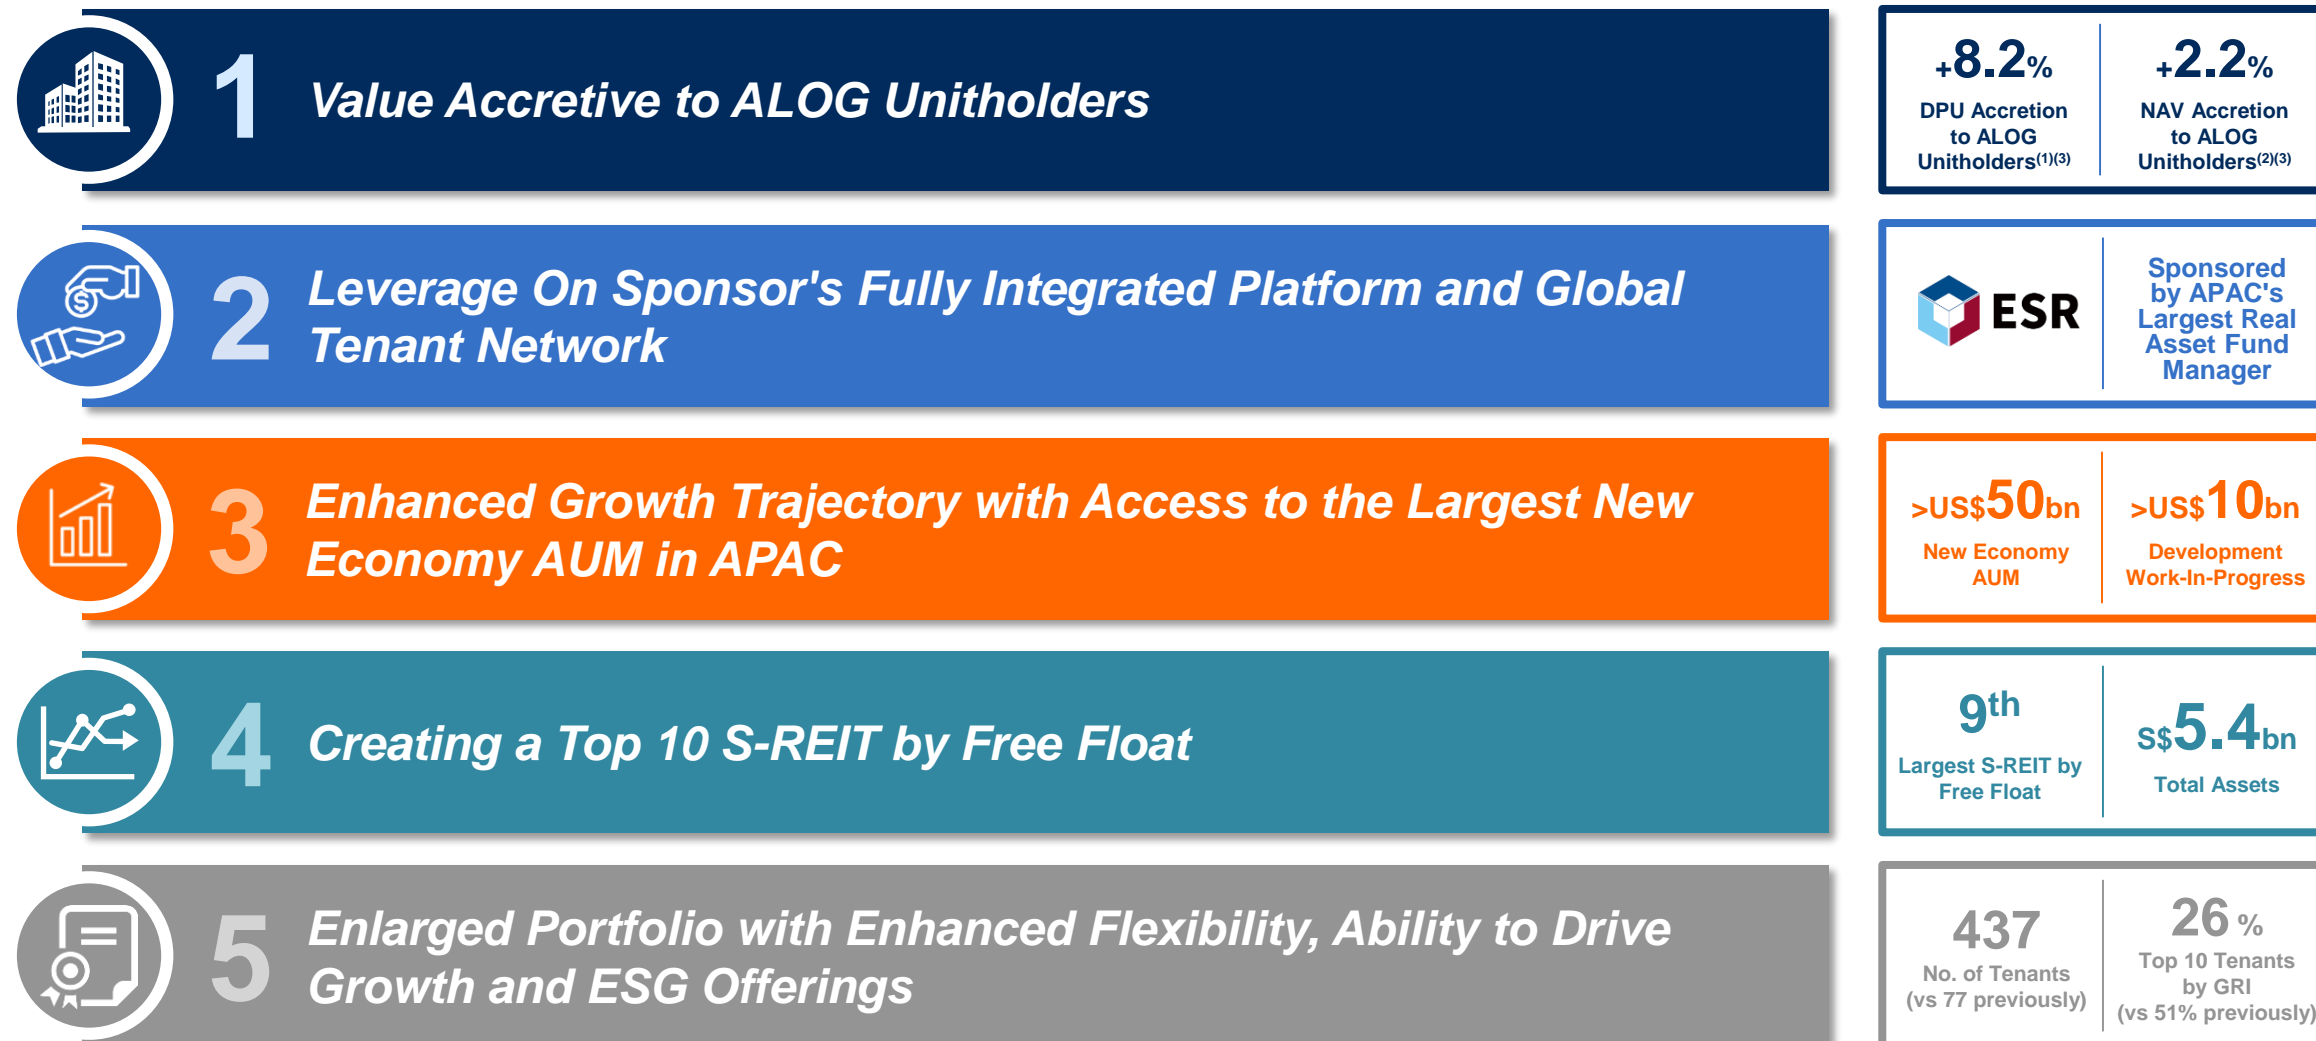 1
Value Accretive to ALOG Unitholders
+8.2%
DPU Accretion
to ALOG
Unitholders(1)(3)
+2.2%
NAV Accretion
to ALOG
Unitholders(2)(3)
2
Leverage On Sponsor's Fully Integrated Platform and Global
Tenant Network
ESR
Sponsored
by APAC's
Largest Real
Asset Fund
Manager
3
Enhanced Growth Trajectory with Access to the Largest New
Economy AUM in APAC
>US$50bn
New Economy
AUM
>US$10bn
Development
Work-In-Progress
4
Creating a Top 10 S-REIT by Free Float
9th
Largest S-REIT by
Free Float
S$5.4bn
Total Assets
5
Enlarged Portfolio with Enhanced Flexibility, Ability to Drive
Growth and ESG Offerings
437
No. of Tenants
(vs 77 previously)
26 %
Top 10 Tenants
by GRI
(vs 51% previously)
$